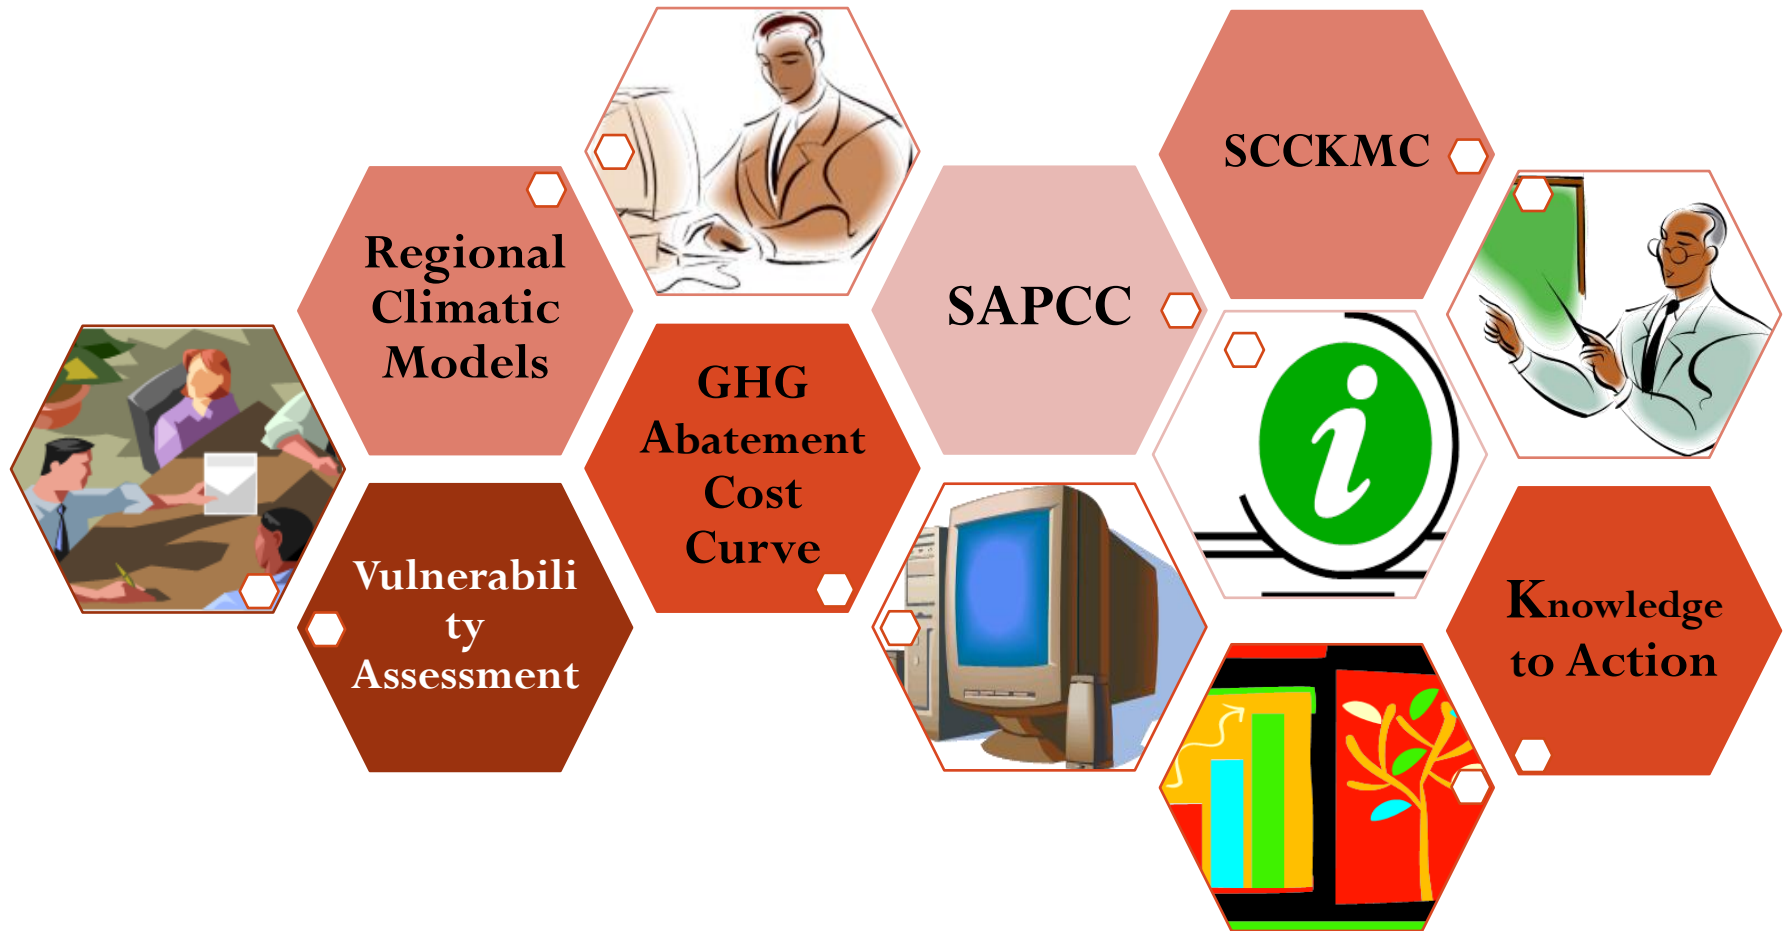 Regional
Climatic
Models
Vulnerabili
ty
Assessment
GHG
Abatement
Cost
Curve
SAPCC
SCCKMC
Knowledge
to Action